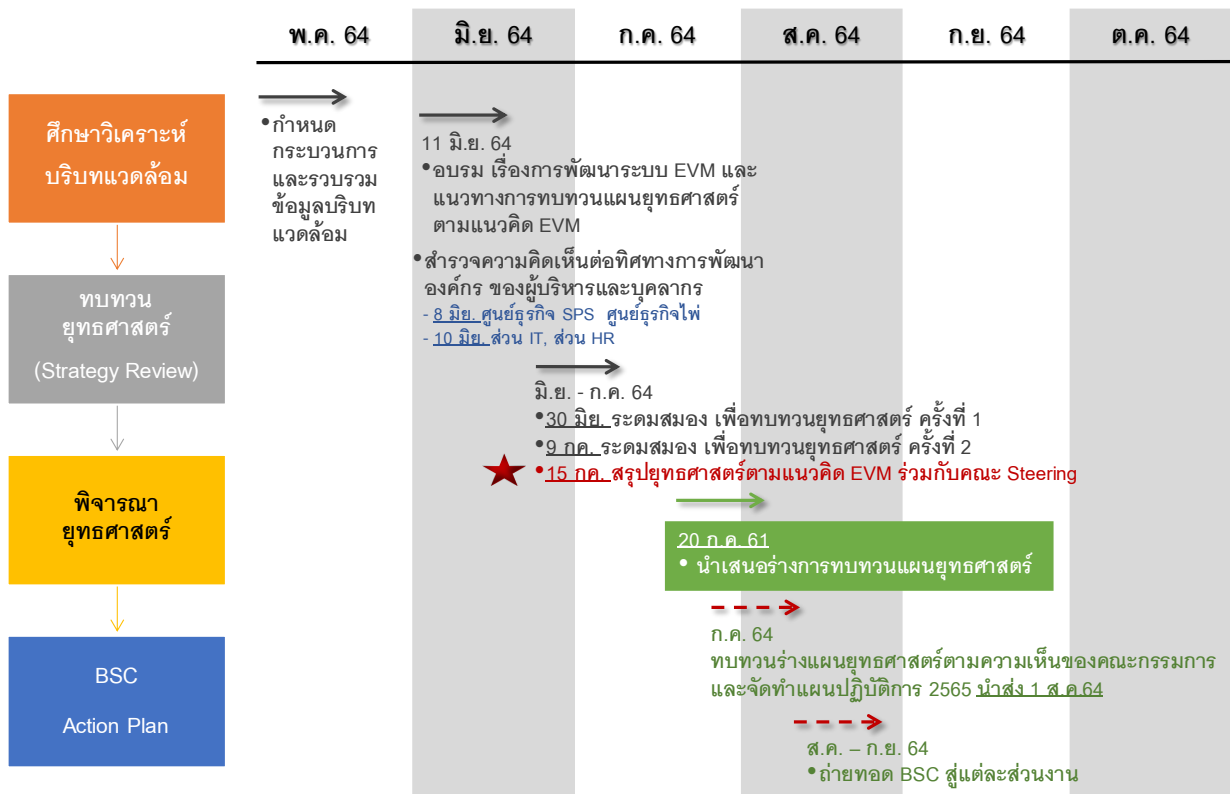 พ.ค. 64 มิ.ย. 64 ก.ค. 64 ส.ค. 64 ก.ย. 64 ต.ค. 64
ศึกษาวิเคราะห์
บริบทแวดล้อม
ทบทวน
ยุทธศาสตร์
(Strategy Review)
พิจารณา
ยุทธศาสตร์
BSC
Action Plan
•กำหนด
กระบวนการ
และรวบรวม
ข้อมูลบริบท
แวดล้อม
11 มิ.ย. 64
•อบรม เรื่องการพัฒนาระบบ EVM และ
แนวทางการทบทวนแผนยุทธศาสตร์
ตามแนวคิด EVM
•สำรวจความคิดเห็นต่อทิศทางการพัฒนา
องค์กร ของผู้บริหารและบุคลากร
- 8 มิย. ศูนย์ธุรกิจ SPS ศูนย์ธุรกิจไพ่
- 10 มิย. ส่วน IT, ส่วน HR
มิ.ย. - ก.ค. 64
•30 มิย. ระดมสมอง เพื่อทบทวนยุทธศาสตร์ ครั้งที่ 1
•9 กค. ระดมสมอง เพื่อทบทวนยุทธศาสตร์ ครั้งที่ 2
•15 กค. สรุปยุทธศาสตร์ตามแนวคิด EVM ร่วมกับคณะ Steering
20 ก.ค. 61
• นำเสนอร่างการทบทวนแผนยุทธศาสตร์
ก.ค. 64
ทบทวนร่างแผนยุทธศาสตร์ตามความเห็นของคณะกรรมการ
และจัดทำแผนปฏิบัติการ 2565 นำส่ง 1 ส.ค.64
ส.ค. – ก.ย. 64
•ถ่ายทอด BSC สู่แต่ละส่วนงาน